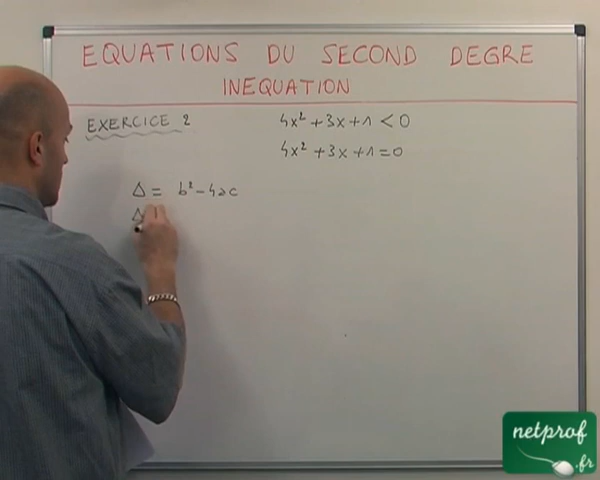 EQUATIONS DU SECOND DEGRE
INEQUATION
EXERCICE 2
4x² + 3x + 1 < 0
4x² + 3x + 1 = 0
Δ = b² - 4ac
Δ
netprof
.fr